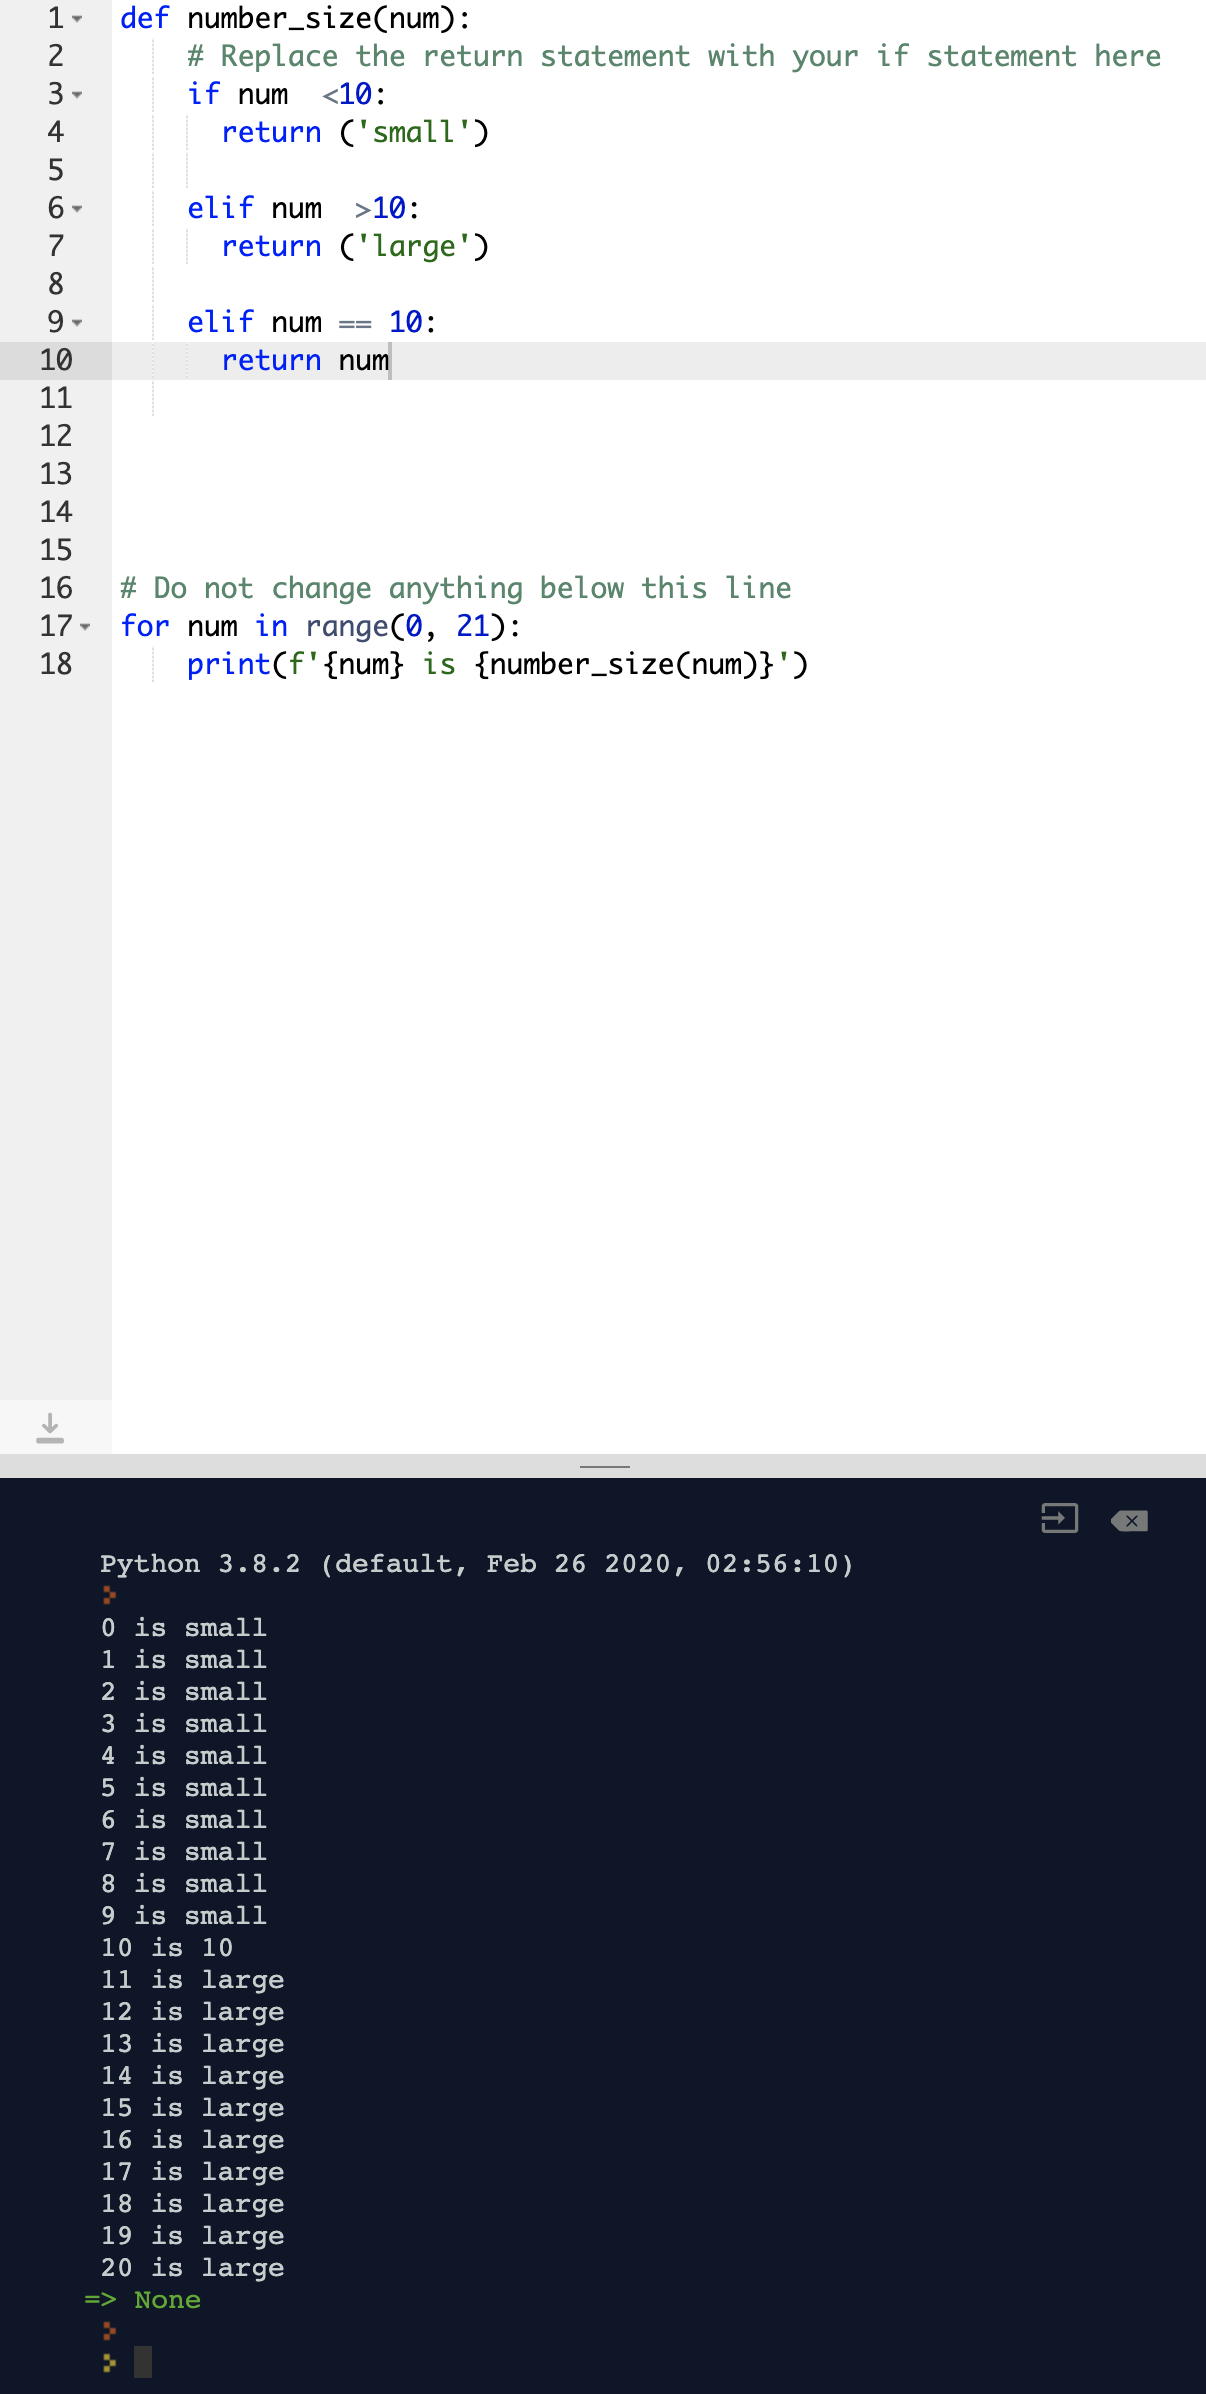 1 def number_size(num):
2     # Replace the return statement with your if statement here
3     if num  <10:
4       return ('small')
5
6     elif num  >10:
7       return ('large')
8
9     elif num == 10:
10       return num
11
12
13
14
15
16 # Do not change anything below this line
17 for num in range(0, 21):
18     print(f'{num} is {number_size(num)}')
Python 3.8.2 (default, Feb 26 2020, 02:56:10)
0 is small
1 is small
2 is small
3 is small
4 is small
5 is small
6 is small
7 is small
8 is small
9 is small
10 is 10
11 is large
12 is large
13 is large
14 is large
15 is large
16 is large
17 is large
18 is large
19 is large
20 is large
=> None